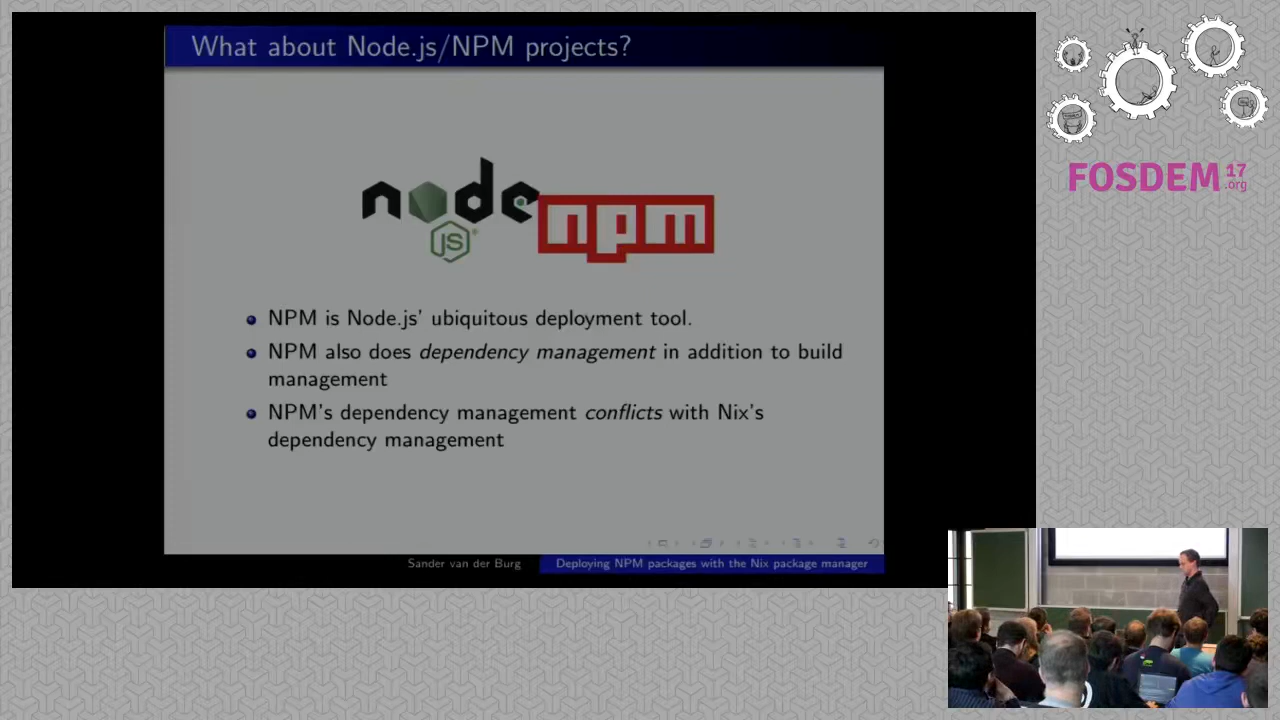 What about Node.js/NPM projects?
node
JS
npm
NPM is Node.js' ubiquitous deployment tool.
NPM also does dependency management in addition to build
management
NPM's dependency management conflicts with Nix's
dependency management
Sander van der Burg
Deploying NPM packages with the Nix package manager
FOSDEM 17
.org